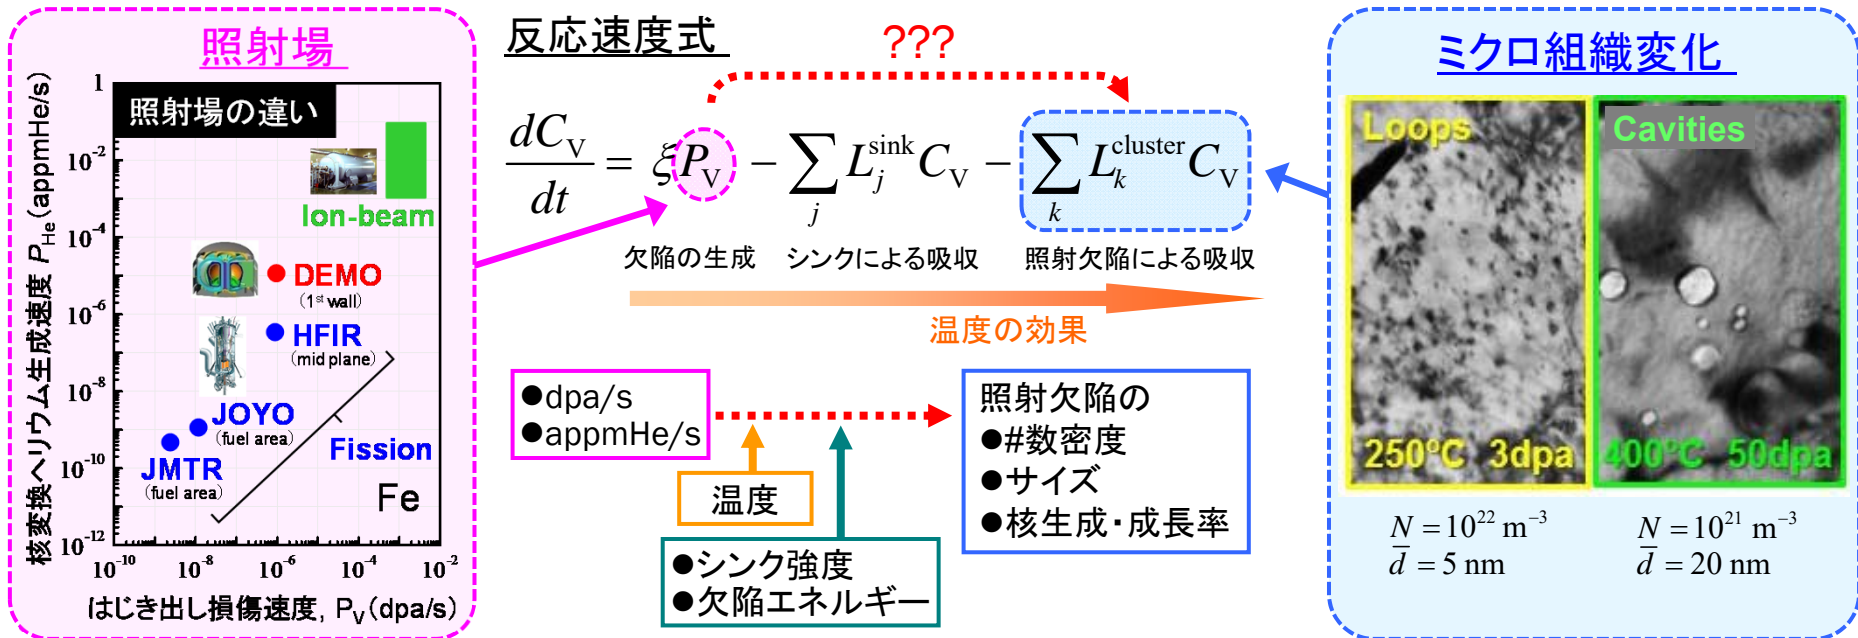 照射場
照射場の違い
核変換ヘリウム生成速度 P_He(appmHe/s)
1
10^-2
10^-4
10^-6
10^-8
10^-10
10^-12
Ion-beam
DEMO
(1st wall)
HFIR
(mid plane)
JOYO
(fuel area)
Fission
JMTR
(fuel area)
Fe
10^-10 10^-8 10^-6 10^-4 10^-2
はじき出し損傷速度, P_V(dpa/s)
反応速度式
???
dC_V/dt = ξP_V − ∑_j L_j^sink C_V − ∑_k L_k^cluster C_V
欠陥の生成 シンクによる吸収 照射欠陥による吸収
温度の効果
●dpa/s
●appmHe/s
温度
●シンク強度
●欠陥エネルギー
照射欠陥の
●#数密度
●サイズ
●核生成・成長率
ミクロ組織変化
Loops
250ºC 3dpa
Cavities
400ºC 50dpa
N = 10^22 m^-3
d̅ = 5 nm
N = 10^21 m^-3
d̅ = 20 nm